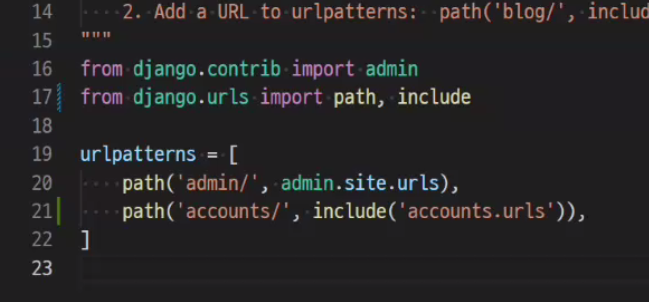 14 2. Add a URL to urlpatterns: path('blog/', includ
15 """
16 from django.contrib import admin
17 from django.urls import path, include
18
19 urlpatterns = [
20 path('admin/', admin.site.urls),
21 path('accounts/', include('accounts.urls')),
22 ]
23